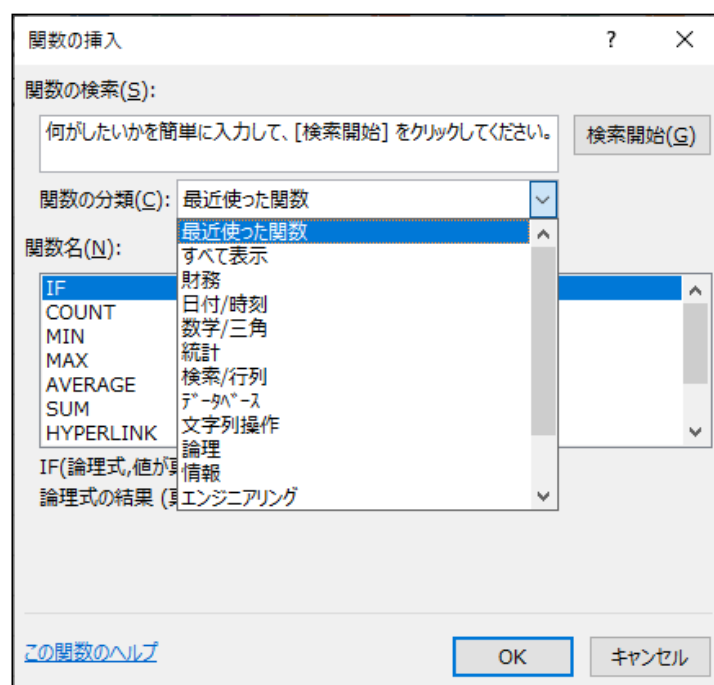 関数の挿入 ?
関数の検索(S):
何がしたいかを簡単に入力して、[検索開始] をクリックしてください。 検索開始(G)
関数の分類(C): 最近使った関数
最近使った関数
すべて表示
財務
日付/時刻
数学/三角
統計
検索/行列
データベース
文字列操作
論理
情報
エンジニアリング
関数名(N):
IF
COUNT
MIN
MAX
AVERAGE
SUM
HYPERLINK
IF(論理式,値が
論理式の結果 (
この関数のヘルプ
OK キャンセル